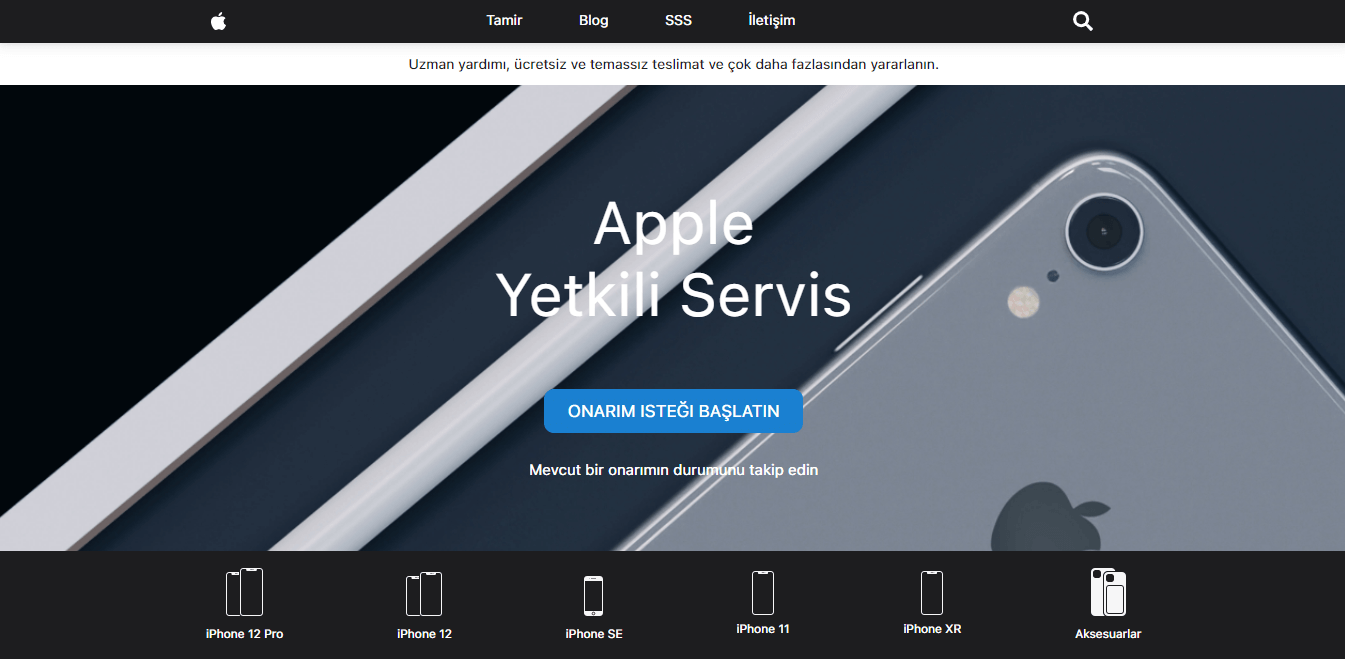 Tamir Blog SSS İletişim
Uzman yardımı, ücretsiz ve temassız teslimat ve çok daha fazlasından yararlanın.
Apple
Yetkili Servis
ONARIM ISTEĞI BAŞLATIN
Mevcut bir onarımın durumunu takip edin
iPhone 12 Pro iPhone 12 iPhone SE iPhone 11 iPhone XR Aksesuarlar